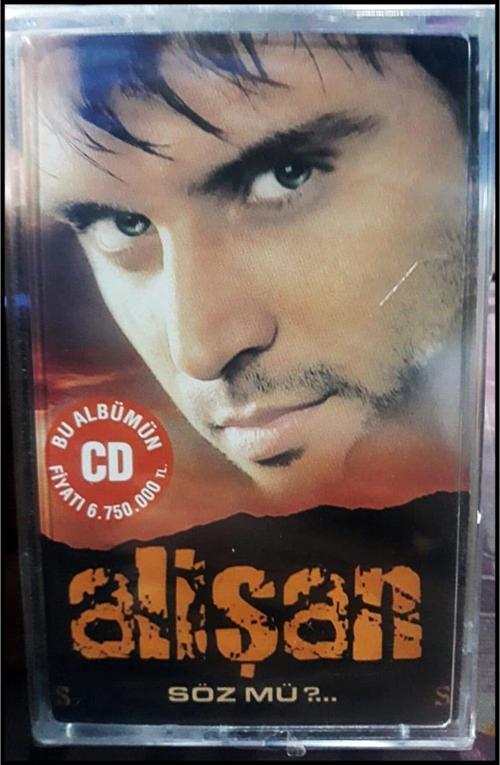 BU ALBÜMÜN
CD
FİYATI 6.750.000 TL.
alişan
SÖZ MÜ?...
S. S